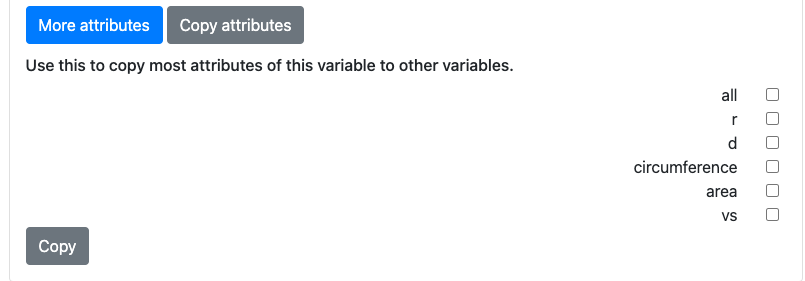 More attributes Copy attributes
Use this to copy most attributes of this variable to other variables.
all
r
d
circumference
area
vs
Copy